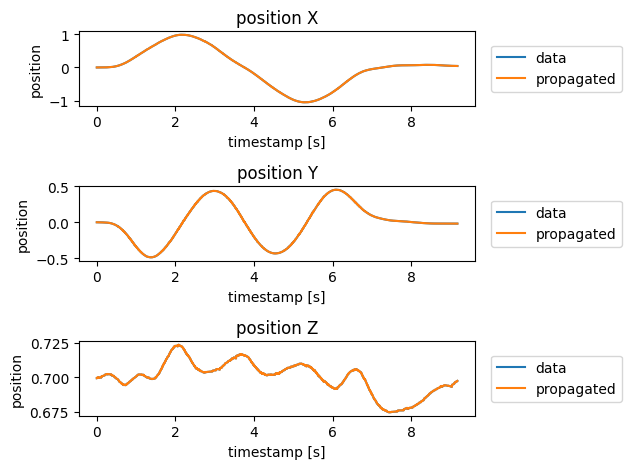 position X
1
0
−1
position
0 2 4 6 8
timestamp [s]
data
propagated
position Y
0.5
0.0
−0.5
position
0 2 4 6 8
timestamp [s]
data
propagated
position Z
0.725
0.700
0.675
position
0 2 4 6 8
timestamp [s]
data
propagated